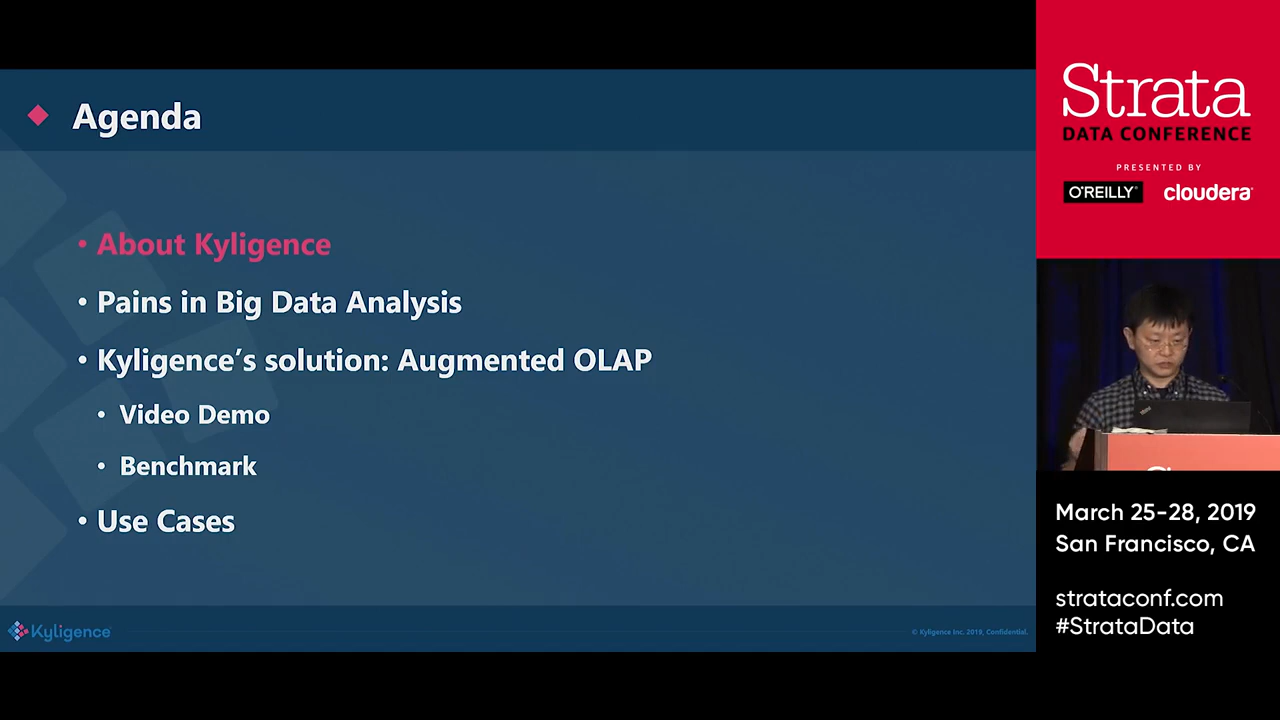 Agenda
• About Kyligence
• Pains in Big Data Analysis
• Kyligence's solution: Augmented OLAP
• Video Demo
• Benchmark
• Use Cases
Kyligence
© Kyligence Inc. 2019, Confidential.
Strata
DATA CONFERENCE
PRESENTED BY
O'REILLY®
cloudera
March 25-28, 2019
San Francisco, CA
strataconf.com
#StrataData